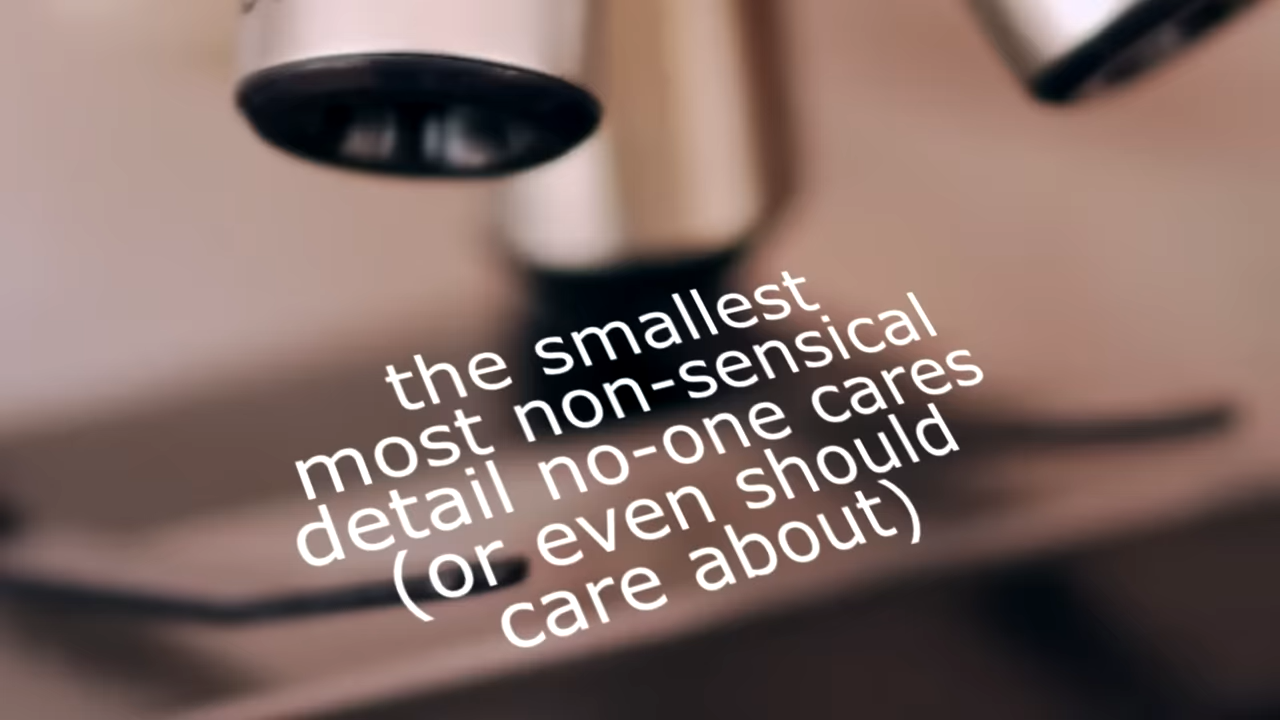 the smallest
most non-sensical
detail no-one cares
(or even should
care about)